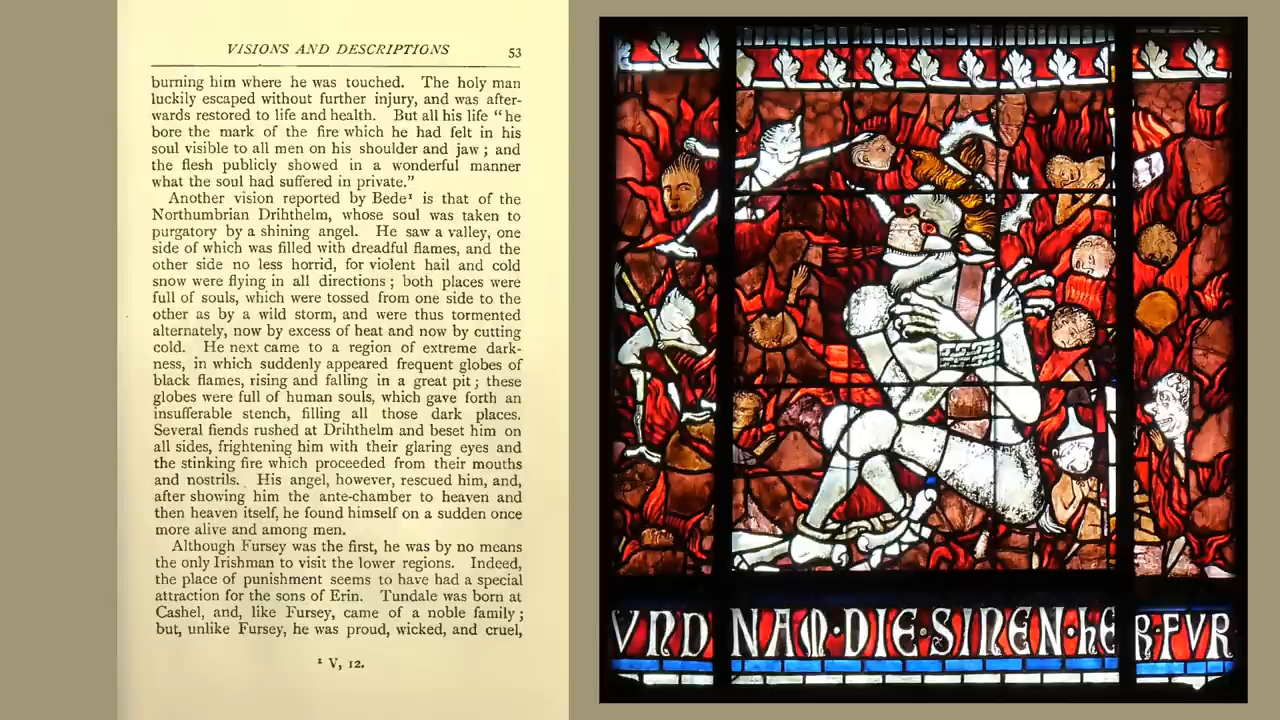 VISIONS AND DESCRIPTIONS 53
burning him where he was touched. The holy man
luckily escaped without further injury, and was after-
wards restored to life and health. But all his life “he
bore the mark of the fire which he had felt in his
soul visible to all men on his shoulder and jaw; and
the flesh publicly showed in a wonderful manner
what the soul had suffered in private.”
Another vision reported by Bede¹ is that of the
Northumbrian Drihthelm, whose soul was taken to
purgatory by a shining angel. He saw a valley, one
side of which was filled with dreadful flames, and the
other side no less horrid, for violent hail and cold
snow were flying in all directions; both places were
full of souls, which were tossed from one side to the
other as by a wild storm, and were thus tormented
alternately, now by excess of heat and now by cutting
cold. He next came to a region of extreme dark-
ness, in which suddenly appeared frequent globes of
black flames, rising and falling in a great pit; these
globes were full of human souls, which gave forth an
insufferable stench, filling all those dark places.
Several fiends rushed at Drihthelm and beset him on
all sides, frightening him with their glaring eyes and
the stinking fire which proceeded from their mouths
and nostrils. His angel, however, rescued him, and,
after showing him the ante-chamber to heaven and
then heaven itself, he found himself on a sudden once
more alive and among men.
Although Fursey was the first, he was by no means
the only Irishman to visit the lower regions. Indeed,
the place of punishment seems to have had a special
attraction for the sons of Erin. Tundale was born at
Cashel, and, like Fursey, came of a noble family;
but, unlike Fursey, he was proud, wicked, and cruel,
¹ V, 12.
VND NAM·DIE·SINEN·hER·FVR